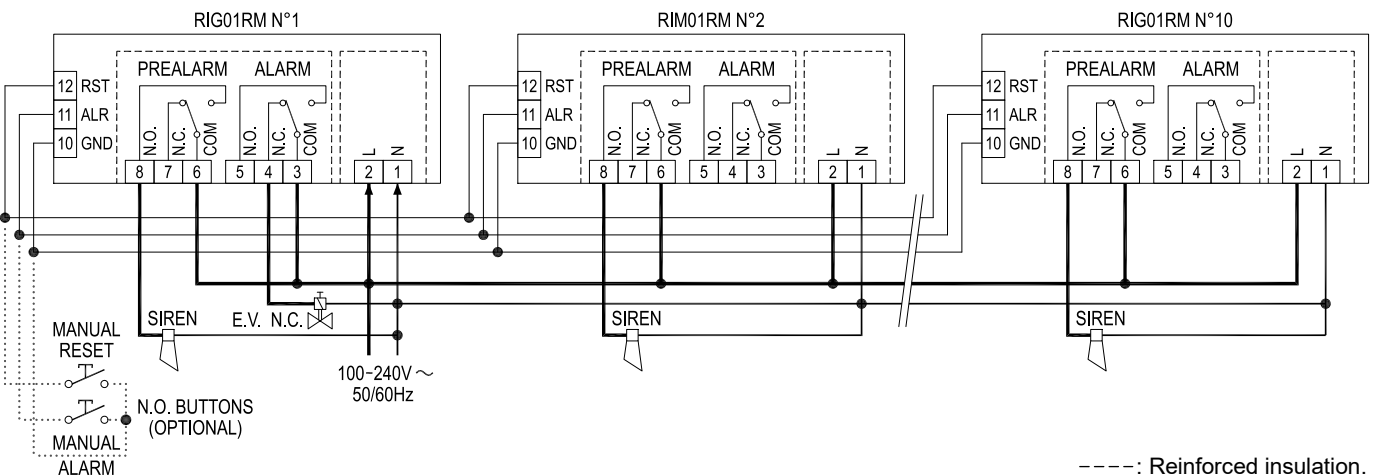 RIG01RM N°1
RIM01RM N°2
RIG01RM N°10
PREALARM ALARM
PREALARM ALARM
PREALARM ALARM
12 RST
11 ALR
10 GND
N.O. N.C. COM N.O. N.C. COM L N
8 7 6 5 4 3 2 1
12 RST
11 ALR
10 GND
N.O. N.C. COM N.O. N.C. COM L N
8 7 6 5 4 3 2 1
12 RST
11 ALR
10 GND
N.O. N.C. COM N.O. N.C. COM L N
8 7 6 5 4 3 2 1
SIREN
E.V. N.C.
SIREN
SIREN
MANUAL
RESET
100-240V ~
50/60Hz
N.O. BUTTONS
(OPTIONAL)
MANUAL
ALARM
----: Reinforced insulation.